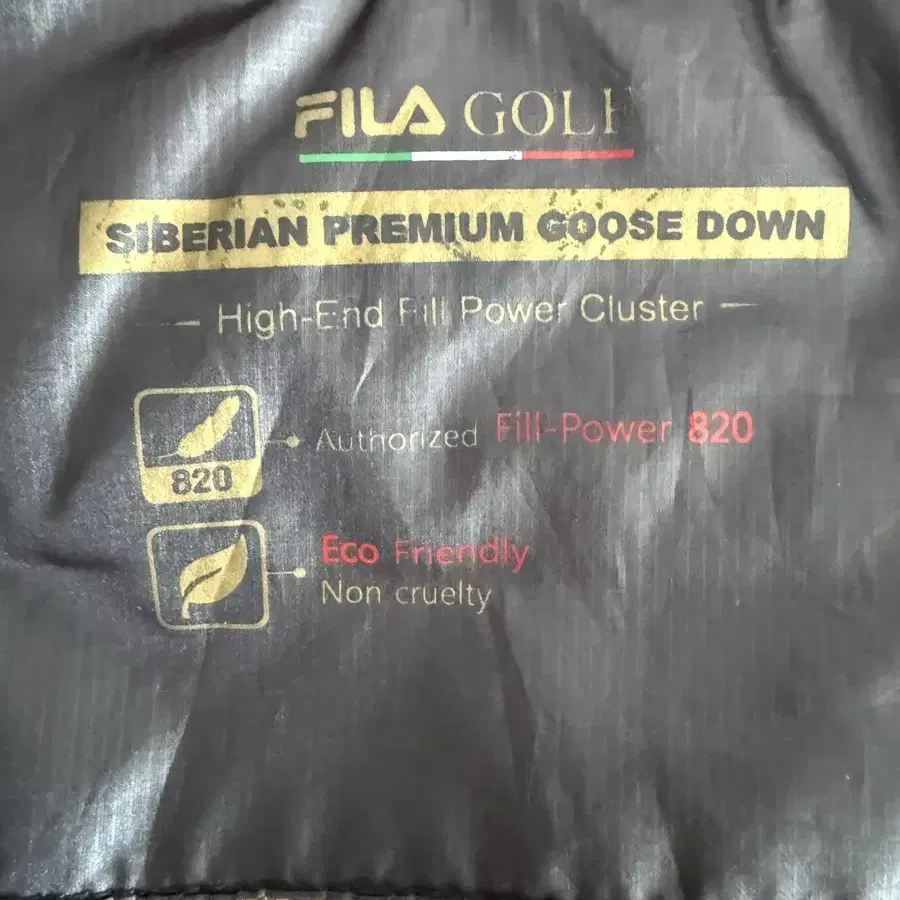 FILA GOLF
SIBERIAN PREMIUM GOOSE DOWN
High-End Fill Power Cluster
820
Authorized Fill-Power 820
Eco Friendly
Non cruelty